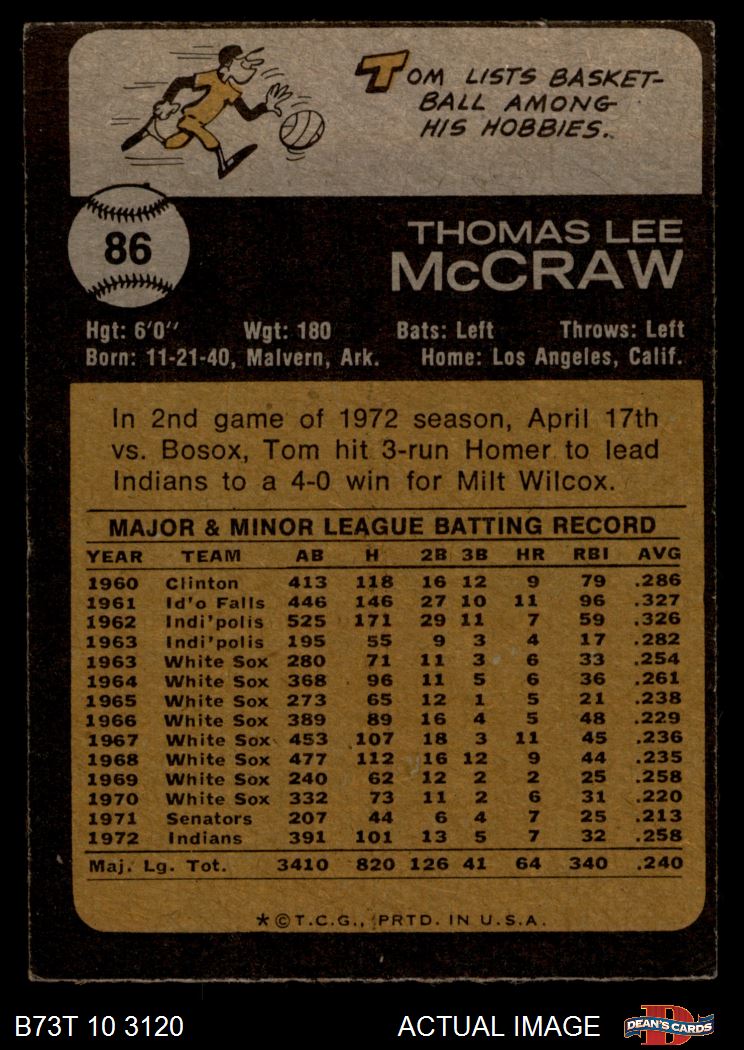 TOM LISTS BASKET-
BALL AMONG
HIS HOBBIES.
86
THOMAS LEE
McCRAW
Hgt: 6'0" Wgt: 180 Bats: Left Throws: Left
Born: 11-21-40, Malvern, Ark. Home: Los Angeles, Calif.
In 2nd game of 1972 season, April 17th
vs. Bosox, Tom hit 3-run Homer to lead
Indians to a 4-0 win for Milt Wilcox.
MAJOR & MINOR LEAGUE BATTING RECORD
YEAR TEAM AB H 2B 3B HR RBI AVG
1960 Clinton 413 118 16 12 9 79 .286
1961 Id'o Falls 446 146 27 10 11 96 .327
1962 Indi'polis 525 171 29 11 7 59 .326
1963 Indi'polis 195 55 9 3 4 17 .282
1963 White Sox 280 71 11 3 6 33 .254
1964 White Sox 368 96 11 5 6 36 .261
1965 White Sox 273 65 12 1 5 21 .238
1966 White Sox 389 89 16 4 5 48 .229
1967 White Sox 453 107 18 3 11 45 .236
1968 White Sox 477 112 16 12 9 44 .235
1969 White Sox 240 62 12 2 2 25 .258
1970 White Sox 332 73 11 2 6 31 .220
1971 Senators 207 44 6 4 7 25 .213
1972 Indians 391 101 13 5 7 32 .258
Maj. Lg. Tot. 3410 820 126 41 64 340 .240
*©T.C.G., PRTD. IN U.S.A.
B73T 10 3120 ACTUAL IMAGE DEAN'S CARDS